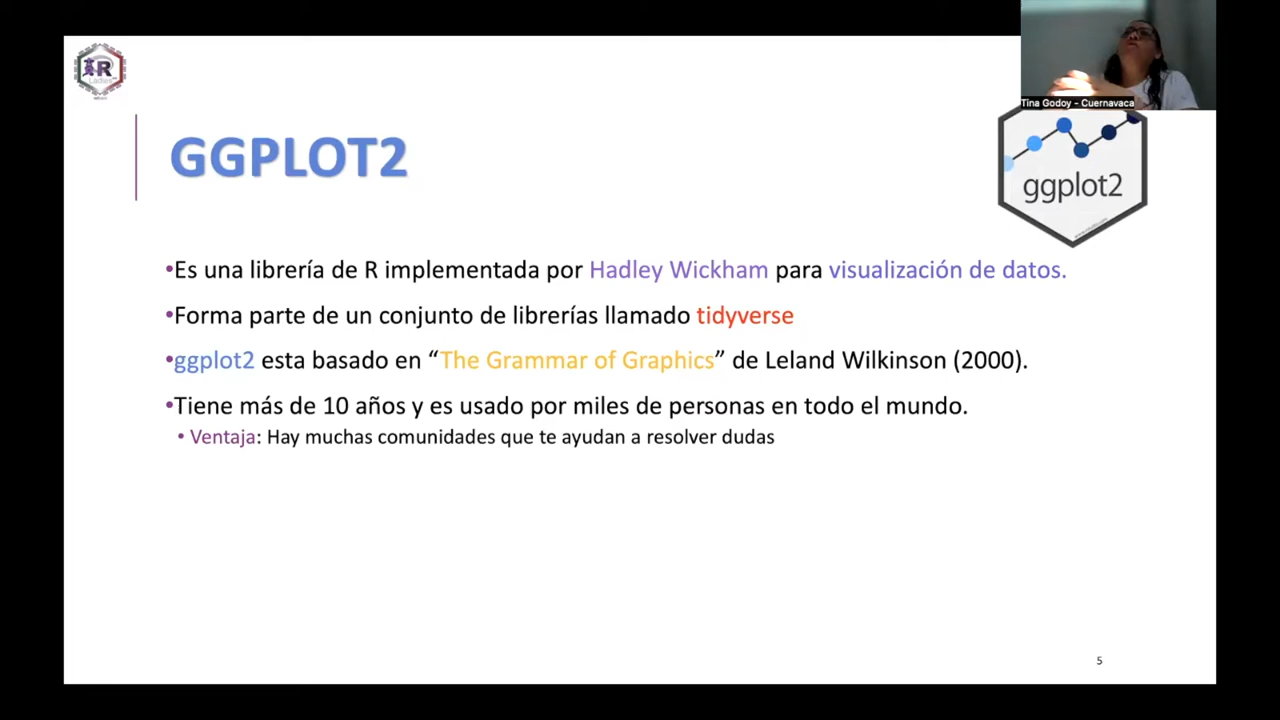 R
Ladies
Tina Godoy - Cuernavaca
GGPLOT2
ggplot2
•Es una librería de R implementada por Hadley Wickham para visualización de datos.
•Forma parte de un conjunto de librerías llamado tidyverse
•ggplot2 esta basado en “The Grammar of Graphics” de Leland Wilkinson (2000).
•Tiene más de 10 años y es usado por miles de personas en todo el mundo.
• Ventaja: Hay muchas comunidades que te ayudan a resolver dudas
5